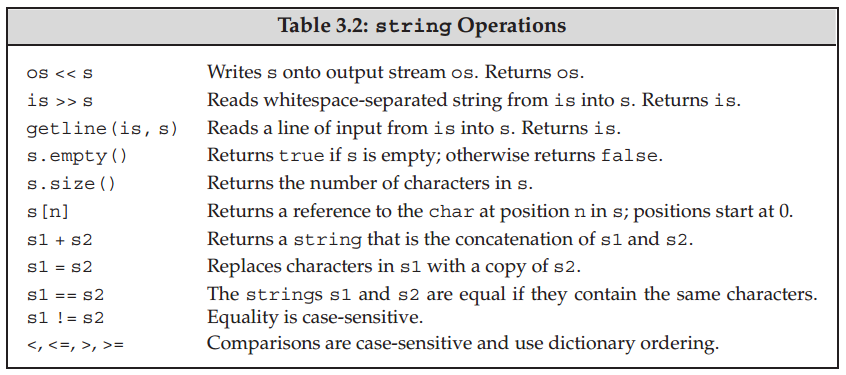 Table 3.2: string Operations
os << s Writes s onto output stream os. Returns os.
is >> s Reads whitespace-separated string from is into s. Returns is.
getline(is, s) Reads a line of input from is into s. Returns is.
s.empty() Returns true if s is empty; otherwise returns false.
s.size() Returns the number of characters in s.
s[n] Returns a reference to the char at position n in s; positions start at 0.
s1 + s2 Returns a string that is the concatenation of s1 and s2.
s1 = s2 Replaces characters in s1 with a copy of s2.
s1 == s2 The strings s1 and s2 are equal if they contain the same characters.
s1 != s2 Equality is case-sensitive.
<, <=, >, >= Comparisons are case-sensitive and use dictionary ordering.